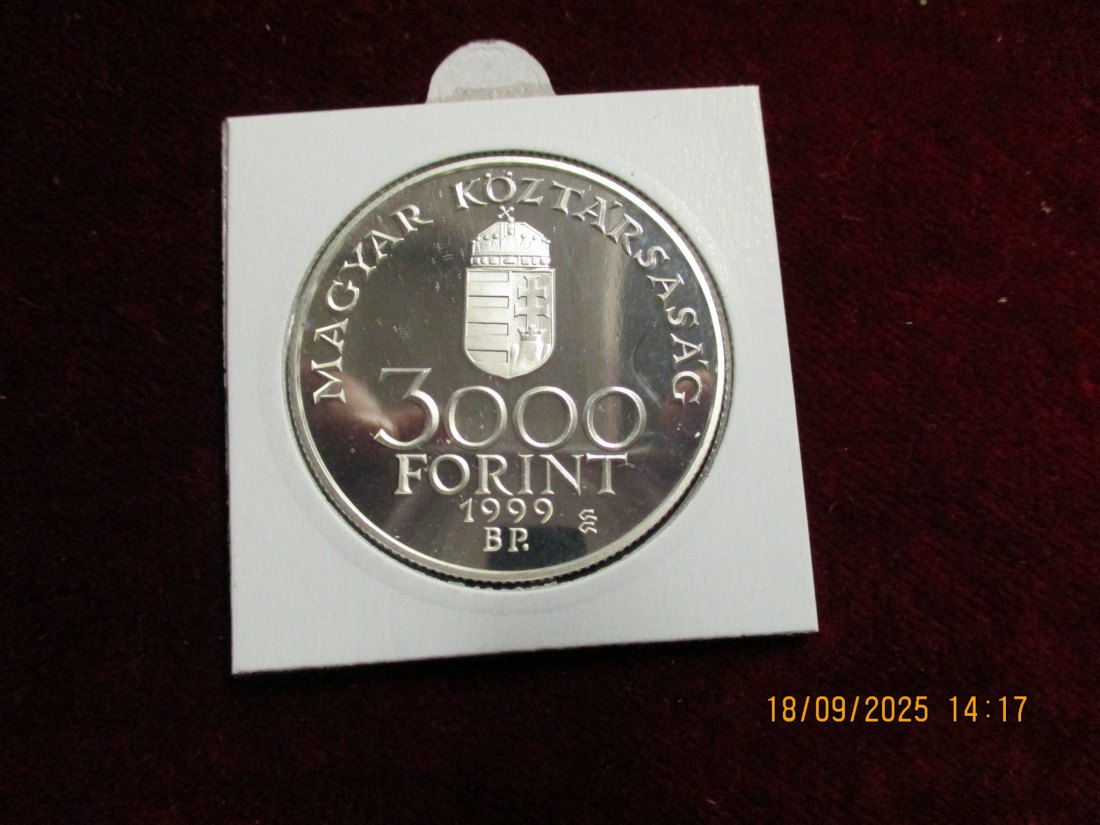 MAGYAR KÖZTÁRSASÁG
3000
FORINT
1999
BP.
18/09/2025 14:17